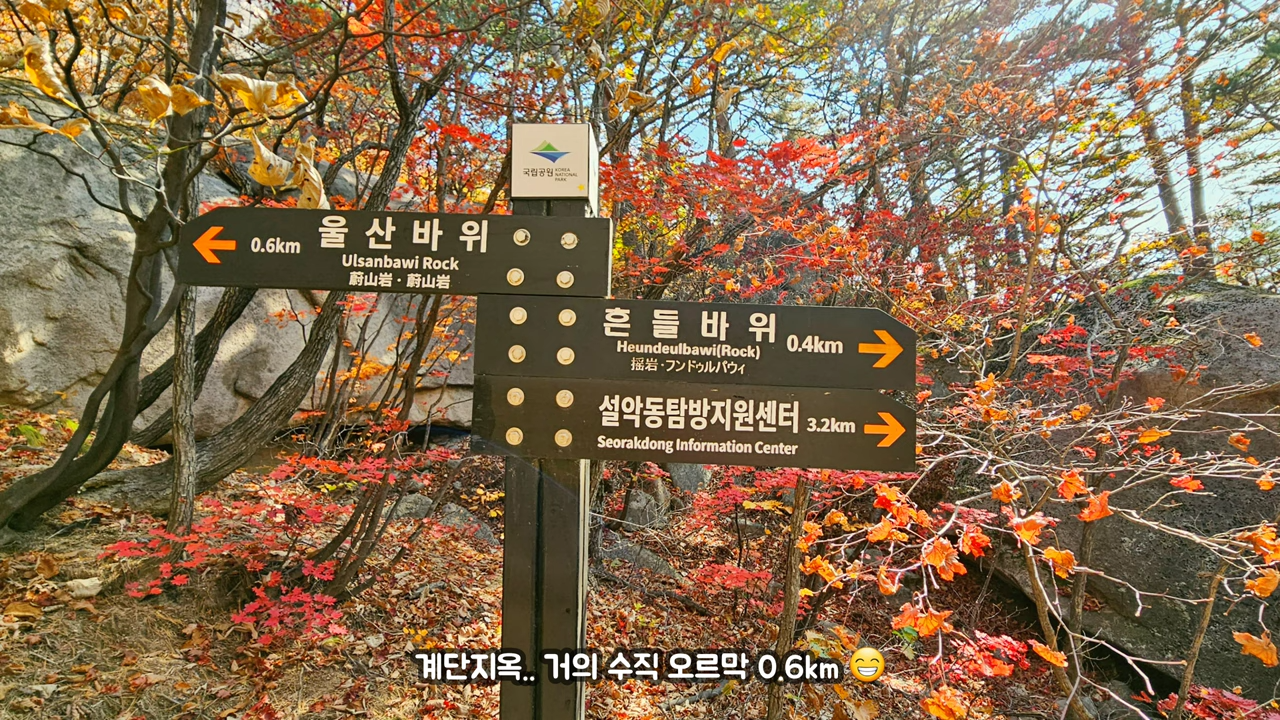 국립공원 KOREA NATIONAL PARK
0.6km 울산바위
Ulsanbawi Rock
蔚山岩 · 蔚山岩
흔들바위 0.4km
Heundeulbawi(Rock)
揺岩·フンドゥルバウィ
설악동탐방지원센터 3.2km
Seorakdong Information Center
계단지옥.. 거의 수직 오르막 0.6km 😁